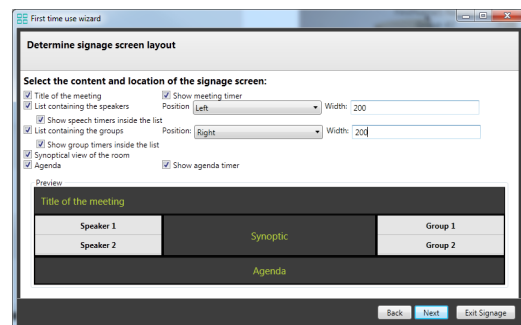 First time use wizard
Determine signage screen layout
Select the content and location of the signage screen:
Title of the meeting Show meeting timer
List containing the speakers Position Left Width: 200
Show speech timers inside the list
List containing the groups Position: Right Width: 200
Show group timers inside the list
Synoptical view of the room
Agenda Show agenda timer
Preview
Title of the meeting
Speaker 1 Group 1
Synoptic
Speaker 2 Group 2
Agenda
Back Next Exit Signage